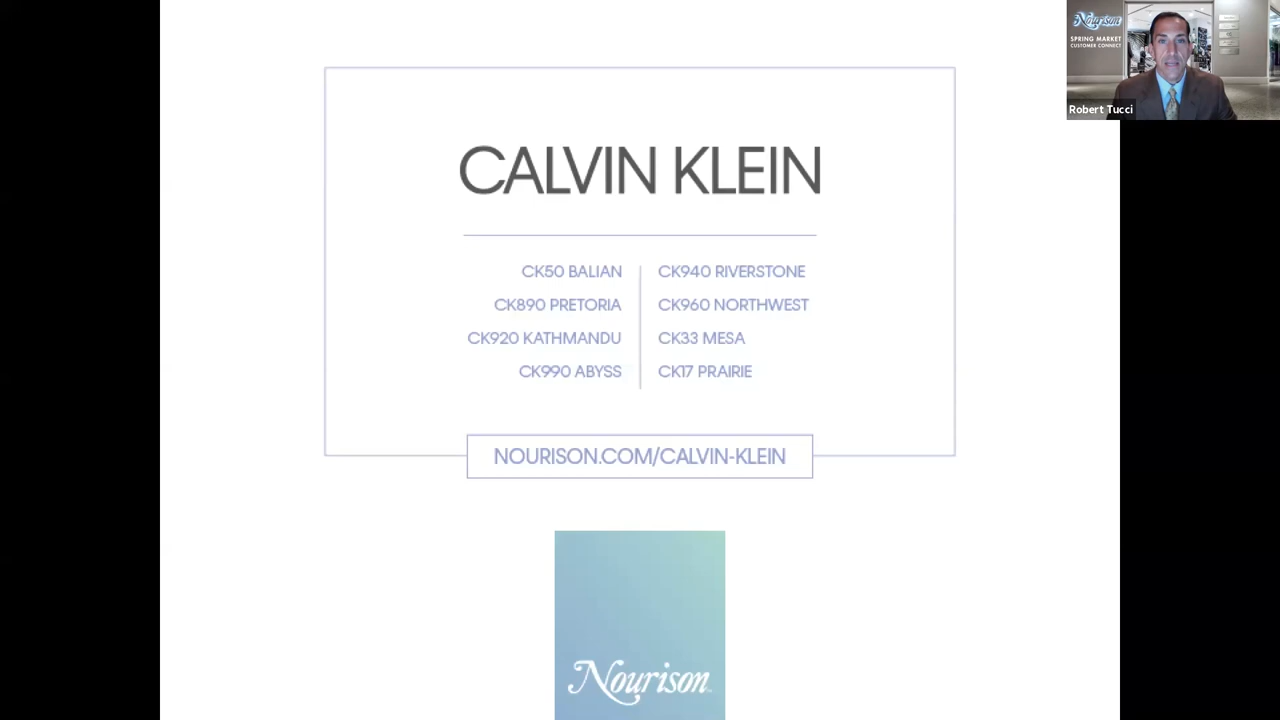 CALVIN KLEIN
CK50 BALIAN
CK890 PRETORIA
CK920 KATHMANDU
CK990 ABYSS
CK940 RIVERSTONE
CK960 NORTHWEST
CK33 MESA
CK17 PRAIRIE
NOURISON.COM/CALVIN-KLEIN
Nourison
Nourison
SPRING MARKET
CUSTOMER CONNECT
Robert Tucci